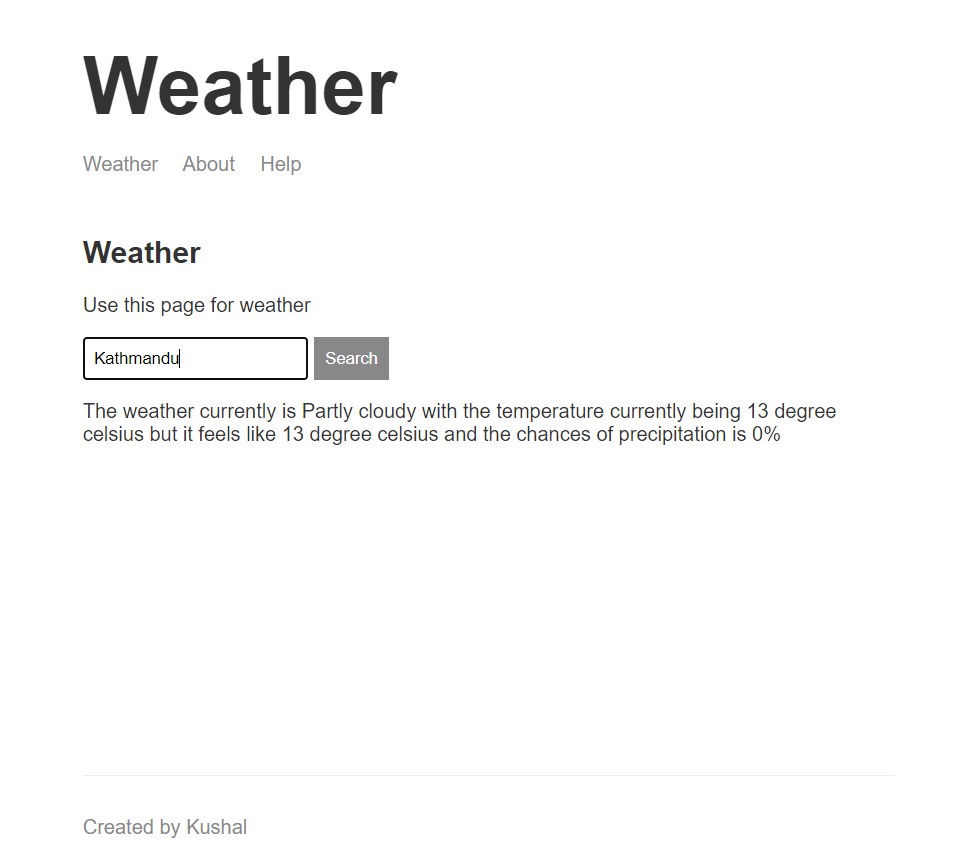 Weather
Weather About Help
Weather
Use this page for weather
Kathmandu Search
The weather currently is Partly cloudy with the temperature currently being 13 degree
celsius but it feels like 13 degree celsius and the chances of precipitation is 0%
Created by Kushal